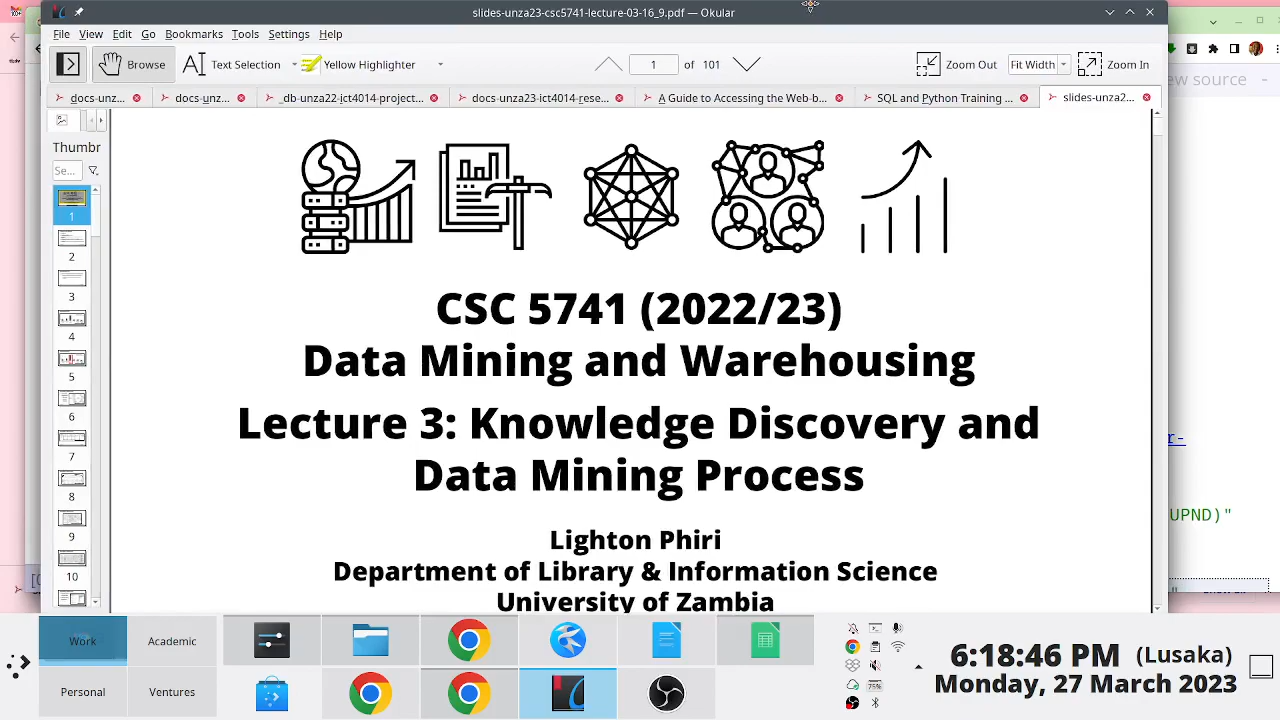 slides-unza23-csc5741-lecture-03-16_9.pdf — Okular
File View Edit Go Bookmarks Tools Settings Help
Browse Text Selection Yellow Highlighter 1 of 101 Zoom Out Fit Width Zoom In
docs-unz... docs-unz... _db-unza22-ict4014-project... docs-unza23-ict4014-rese... A Guide to Accessing the Web-b... SQL and Python Training ... slides-unza2...
ew source
Thumbr
Se...
1
2
3
4
5
6
7
8
9
10
CSC 5741 (2022/23)
Data Mining and Warehousing
Lecture 3: Knowledge Discovery and
Data Mining Process
Lighton Phiri
Department of Library & Information Science
University of Zambia
r-
UPND)"
Work Academic
Personal Ventures
75%
6:18:46 PM (Lusaka)
Monday, 27 March 2023